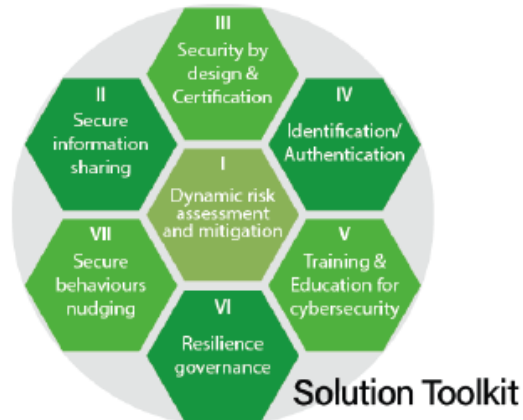 III
Security by
design &
Certification
II
Secure
information
sharing
IV
Identification/
Authentication
I
Dynamic risk
assessment
and mitigation
VII
Secure
behaviours
nudging
V
Training &
Education for
cybersecurity
VI
Resilience
governance
Solution Toolkit